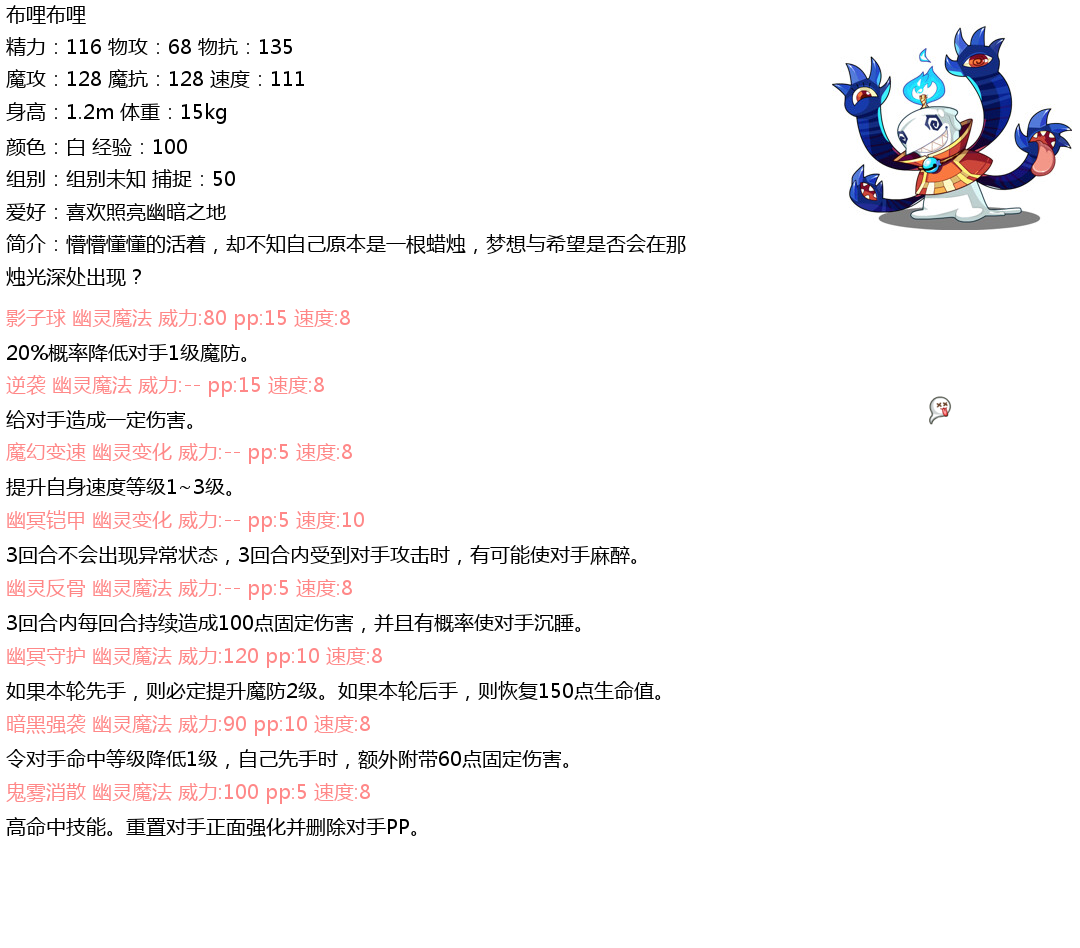 布哩布哩
精力：116 物攻：68 物抗：135
魔攻：128 魔抗：128 速度：111
身高：1.2m 体重：15kg
颜色：白 经验：100
组别：组别未知 捕捉：50
爱好：喜欢照亮幽暗之地
简介：懵懵懂懂的活着，却不知自己原本是一根蜡烛，梦想与希望是否会在那
烛光深处出现？
影子球 幽灵魔法 威力:80 pp:15 速度:8
20%概率降低对手1级魔防。
逆袭 幽灵魔法 威力:-- pp:15 速度:8
给对手造成一定伤害。
魔幻变速 幽灵变化 威力:-- pp:5 速度:8
提升自身速度等级1~3级。
幽冥铠甲 幽灵变化 威力:-- pp:5 速度:10
3回合不会出现异常状态，3回合内受到对手攻击时，有可能使对手麻醉。
幽灵反骨 幽灵魔法 威力:-- pp:5 速度:8
3回合内每回合持续造成100点固定伤害，并且有概率使对手沉睡。
幽冥守护 幽灵魔法 威力:120 pp:10 速度:8
如果本轮先手，则必定提升魔防2级。如果本轮后手，则恢复150点生命值。
暗黑强袭 幽灵魔法 威力:90 pp:10 速度:8
令对手命中等级降低1级，自己先手时，额外附带60点固定伤害。
鬼雾消散 幽灵魔法 威力:100 pp:5 速度:8
高命中技能。重置对手正面强化并删除对手PP。